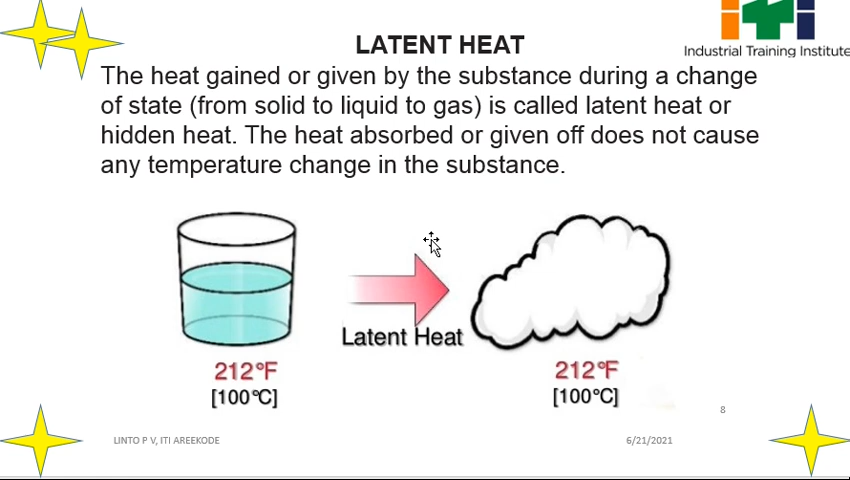 LATENT HEAT
Industrial Training Institute
The heat gained or given by the substance during a change
of state (from solid to liquid to gas) is called latent heat or
hidden heat. The heat absorbed or given off does not cause
any temperature change in the substance.
Latent Heat
212°F
[100°C]
212°F
[100°C]
8
LINTO P V, ITI AREEKODE
6/21/2021